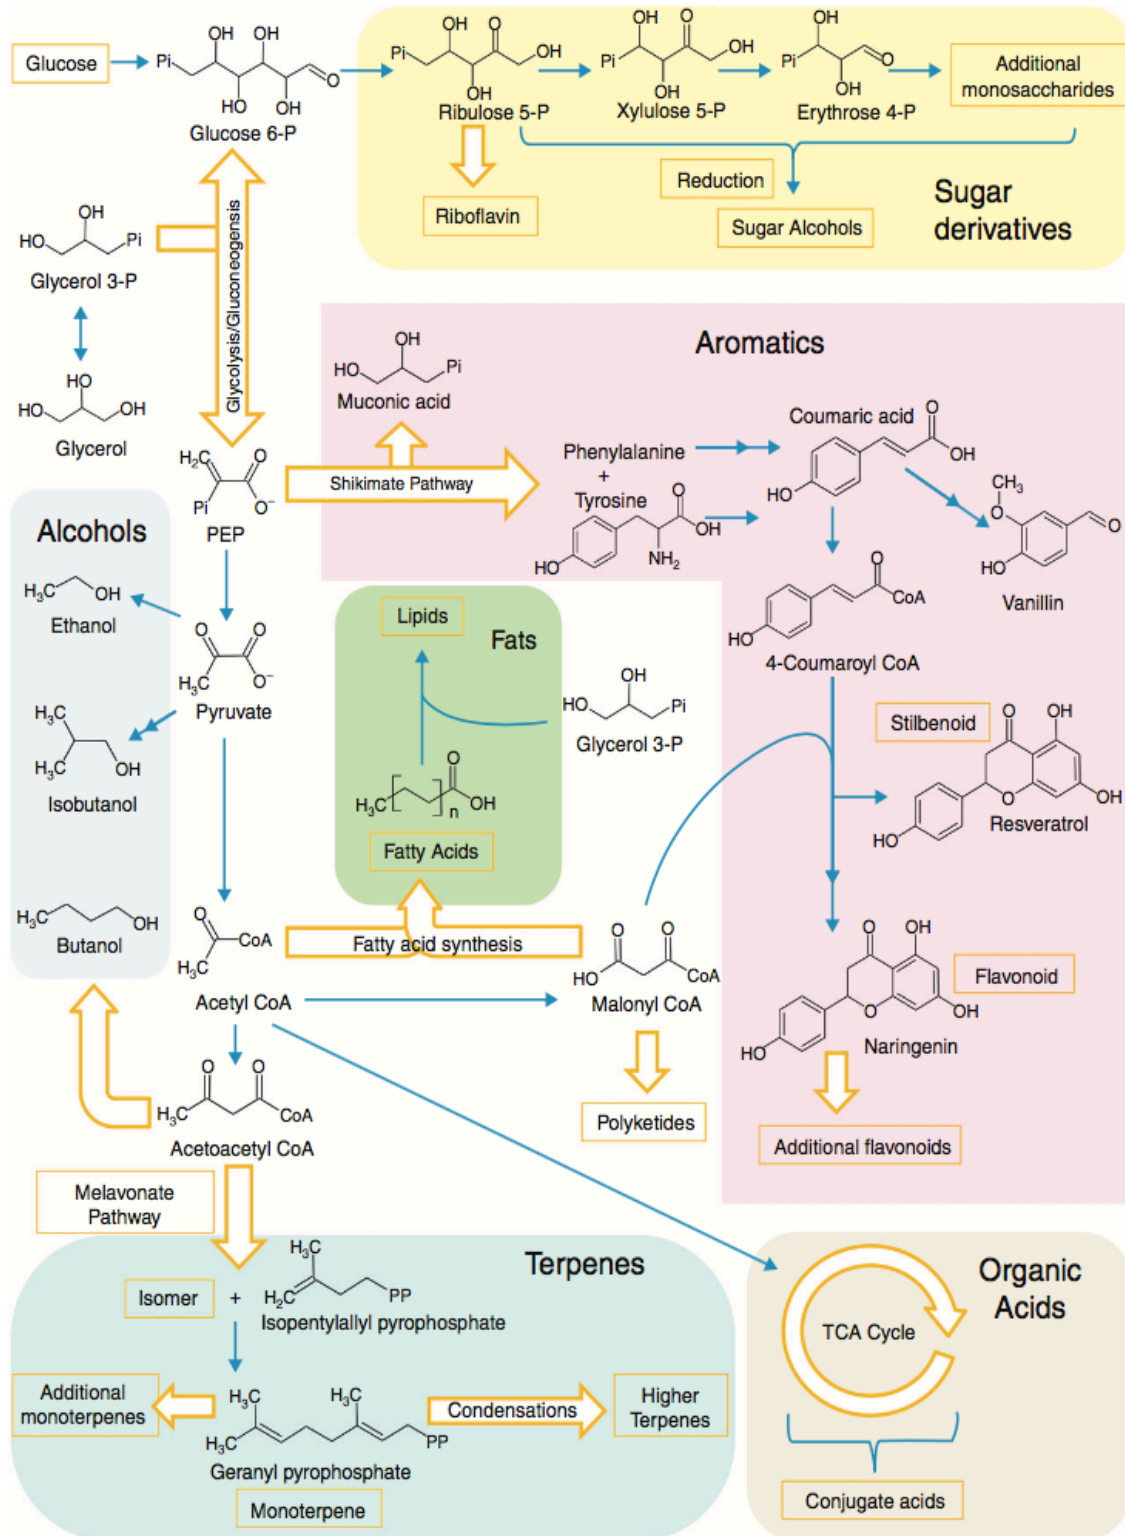 Glucose
Pi
OH
OH
HO
OH
O
Glucose 6-P
Pi
OH
O
OH
OH
Ribulose 5-P
Pi
OH
O
OH
OH
Xylulose 5-P
Pi
OH
O
OH
Erythrose 4-P
Additional
monosaccharides
Riboflavin
Reduction
Sugar Alcohols
Sugar
derivatives
OH
HO
Pi
Glycerol 3-P
Glycolysis/Gluconeogensis
HO
HO
OH
Glycerol
Aromatics
OH
HO
Pi
Muconic acid
Shikimate Pathway
H2C
O
O−
Pi
PEP
Phenylalanine
+
Tyrosine
O
OH
NH2
HO
Coumaric acid
O
OH
HO
CH3
O
O
HO
Vanillin
O
CoA
HO
4-Coumaroyl CoA
Stilbenoid
O
OH
O
OH
HO
Resveratrol
O
OH
O
OH
HO
Naringenin
Flavonoid
Additional flavonoids
Alcohols
H3C
OH
Ethanol
O
O
H3C
O−
Pyruvate
H3C
H3C
OH
Isobutanol
H3C
OH
Butanol
Lipids
Fats
OH
HO
Pi
Glycerol 3-P
H3C
O
OH
n
Fatty Acids
Fatty acid synthesis
O
CoA
H3C
Acetyl CoA
O
O
HO
CoA
Malonyl CoA
Polyketides
O
O
H3C
CoA
Acetoacetyl CoA
Melavonate
Pathway
Terpenes
Isomer
+
H3C
H2C
PP
Isopentylallyl pyrophosphate
Additional
monoterpenes
H3C
H3C
H3C
PP
Geranyl pyrophosphate
Monoterpene
Condensations
Higher
Terpenes
Organic
Acids
TCA Cycle
Conjugate acids